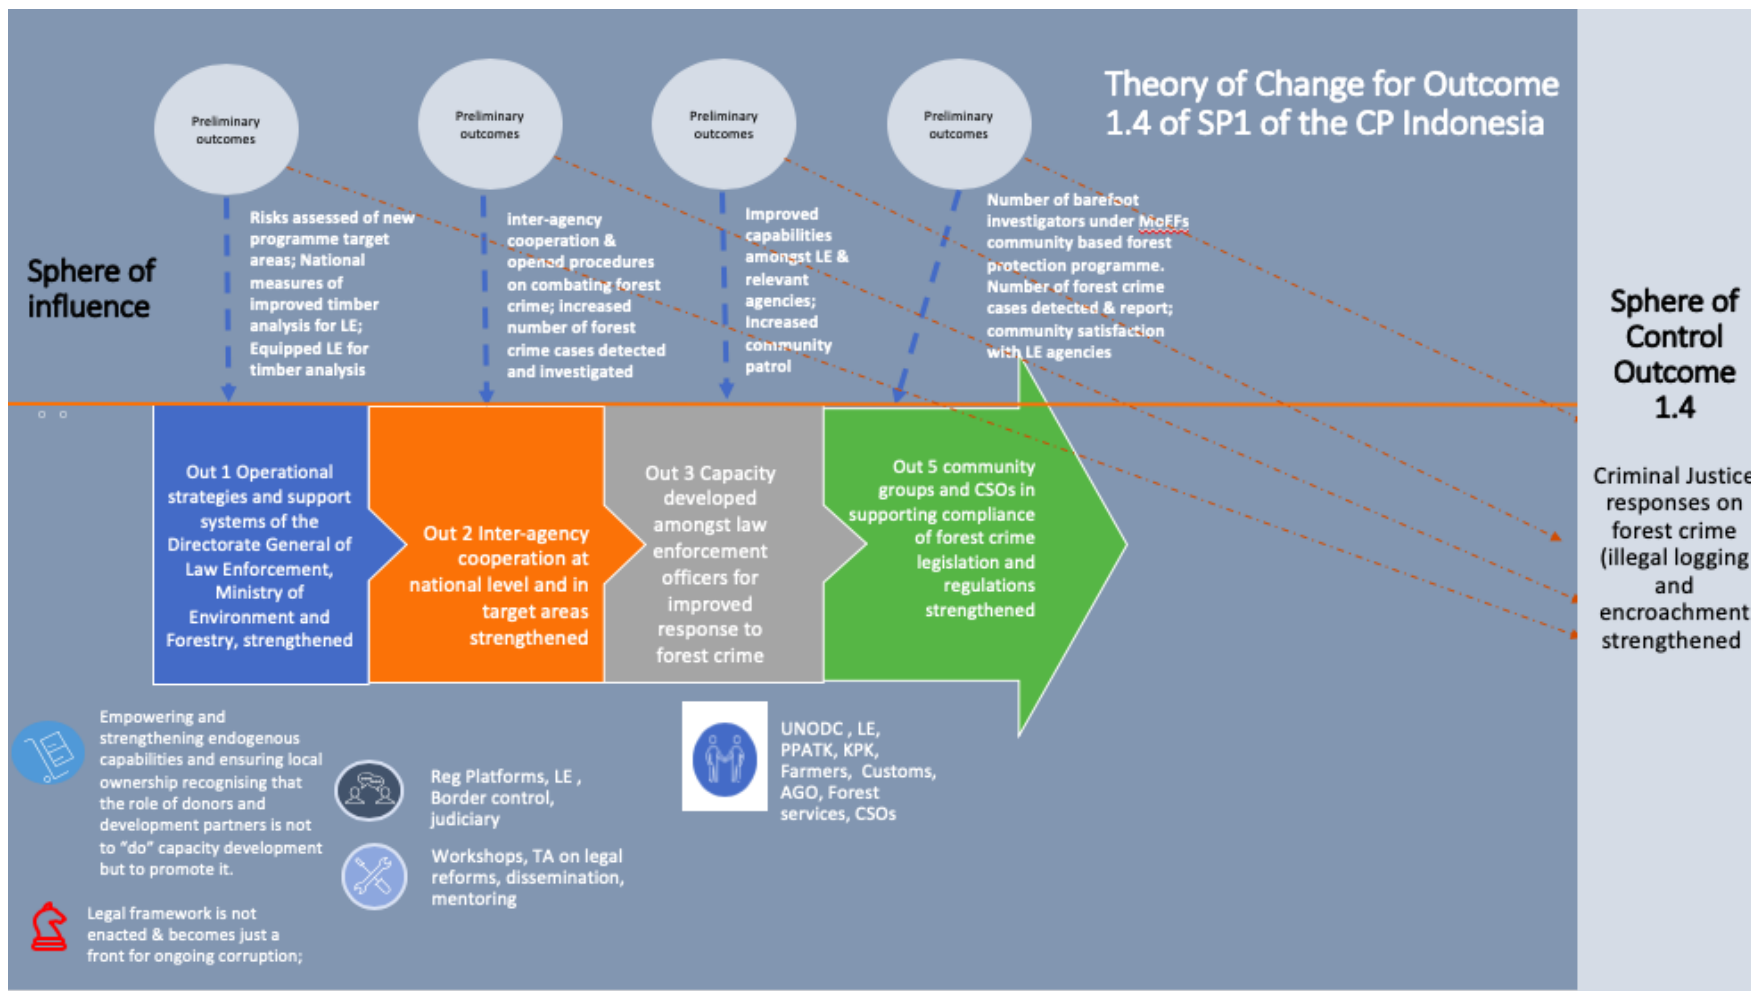 Preliminary
outcomes
Preliminary
outcomes
Preliminary
outcomes
Preliminary
outcomes
Theory of Change for Outcome
1.4 of SP1 of the CP Indonesia
Sphere of
influence
Risks assessed of new
programme target
areas; National
measures of
improved timber
analysis for LE;
Equipped LE for
timber analysis
inter-agency
cooperation &
opened procedures
on combating forest
crime; increased
number of forest
crime cases detected
and investigated
Improved
capabilities
amongst LE &
relevant
agencies;
Increased
community
patrol
Number of barefoot
investigators under MoEFs
community based forest
protection programme.
Number of forest crime
cases detected & report;
community satisfaction
with LE agencies
Sphere of
Control
Outcome
1.4
Criminal Justice
responses on
forest crime
(illegal logging
and
encroachment
strengthened
Out 1 Operational
strategies and support
systems of the
Directorate General of
Law Enforcement,
Ministry of
Environment and
Forestry, strengthened
Out 2 Inter-agency
cooperation at
national level and in
target areas
strengthened
Out 3 Capacity
developed
amongst law
enforcement
officers for
improved
response to
forest crime
Out 5 community
groups and CSOs in
supporting compliance
of forest crime
legislation and
regulations
strengthened
Empowering and
strengthening endogenous
capabilities and ensuring local
ownership recognising that
the role of donors and
development partners is not
to “do” capacity development
but to promote it.
Legal framework is not
enacted & becomes just a
front for ongoing corruption;
Reg Platforms, LE ,
Border control,
judiciary
Workshops, TA on legal
reforms, dissemination,
mentoring
UNODC , LE,
PPATK, KPK,
Farmers, Customs,
AGO, Forest
services, CSOs